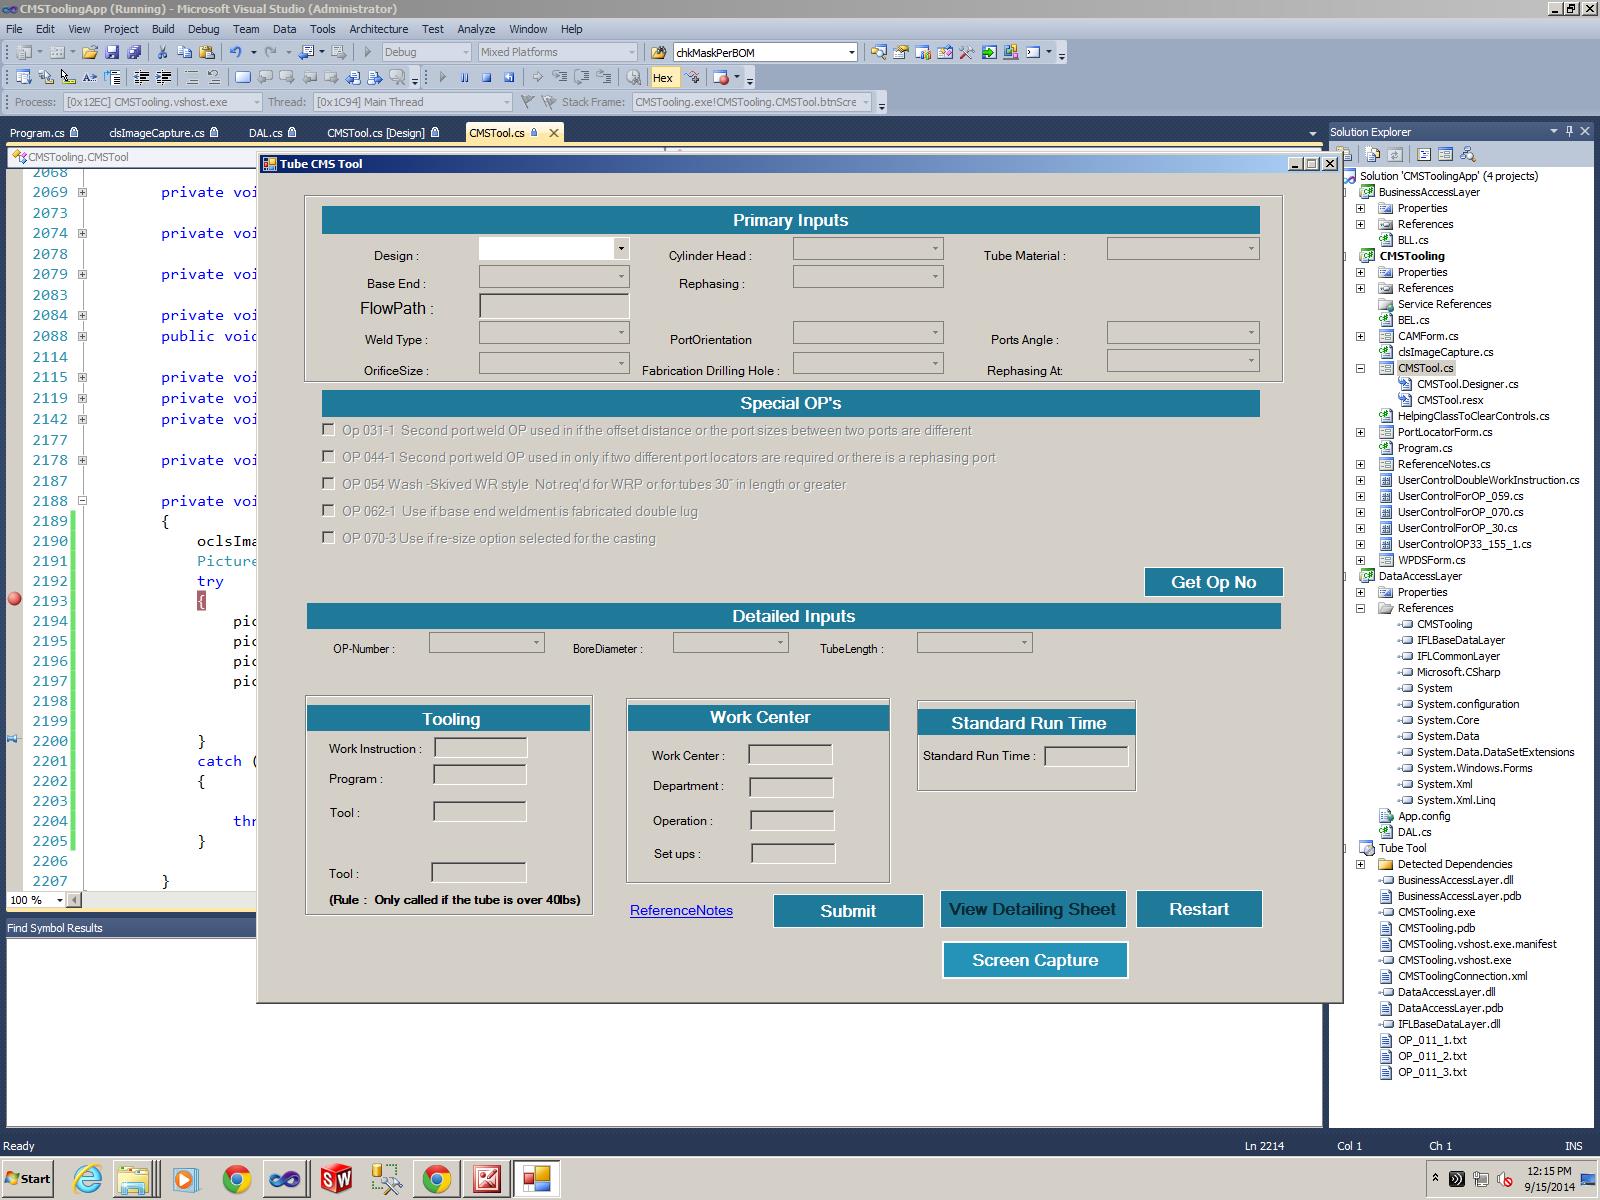 CMSToolingApp (Running) - Microsoft Visual Studio (Administrator)
File Edit View Project Build Debug Team Data Tools Architecture Test Analyze Window Help
Debug Mixed Platforms chkMaskPerBOM
Hex
Process: [0x12EC] CMSTooling.vshost.exe Thread: [0x1C94] Main Thread Stack Frame: CMSTooling.exe!CMSTooling.CMSTool.btnScre
Program.cs clsImageCapture.cs DAL.cs CMSTool.cs [Design] CMSTool.cs
CMSTooling.CMSTool
2068
2069 private voi
2073
2074 private voi
2078
2079 private voi
2083
2084 private voi
2088 public void
2114
2115 private voi
2119 private voi
2142 private voi
2177
2178 private voi
2187
2188 private voi
2189 {
2190 oclsIma
2191 Picture
2192 try
2193 {
2194 pic
2195 pic
2196 pic
2197 pic
2198
2199
2200 }
2201 catch (
2202 {
2203
2204 thr
2205 }
2206
2207 }
100 %
Find Symbol Results
Tube CMS Tool
Primary Inputs
Design : Cylinder Head : Tube Material :
Base End : Rephasing :
FlowPath :
Weld Type : PortOrientation Ports Angle :
OrificeSize : Fabrication Drilling Hole : Rephasing At:
Special OP's
Op 031-1 Second port weld OP used in if the offset distance or the port sizes between two ports are different
OP 044-1 Second port weld OP used in only if two different port locators are required or there is a rephasing port
OP 054 Wash -Skived WR style Not req'd for WRP or for tubes 30" in length or greater
OP 062-1 Use if base end weldment is fabricated double lug
OP 070-3 Use if re-size option selected for the casting
Get Op No
Detailed Inputs
OP-Number : BoreDiameter : TubeLength :
Tooling
Work Instruction :
Program :
Tool :
Tool :
(Rule : Only called if the tube is over 40lbs)
Work Center
Work Center :
Department :
Operation :
Set ups :
Standard Run Time
Standard Run Time :
ReferenceNotes Submit View Detailing Sheet Restart
Screen Capture
Solution Explorer
Solution 'CMSToolingApp' (4 projects)
BusinessAccessLayer
Properties
References
BLL.cs
CMSTooling
Properties
References
Service References
BEL.cs
CAMForm.cs
clsImageCapture.cs
CMSTool.cs
CMSTool.Designer.cs
CMSTool.resx
HelpingClassToClearControls.cs
PortLocatorForm.cs
Program.cs
ReferenceNotes.cs
UserControlDoubleWorkInstruction.cs
UserControlForOP_059.cs
UserControlForOP_070.cs
UserControlForOP_30.cs
UserControlOP33_155_1.cs
WPDSForm.cs
DataAccessLayer
Properties
References
CMSTooling
IFLBaseDataLayer
IFLCommonLayer
Microsoft.CSharp
System
System.configuration
System.Core
System.Data
System.Data.DataSetExtensions
System.Windows.Forms
System.Xml
System.Xml.Linq
App.config
DAL.cs
Tube Tool
Detected Dependencies
BusinessAccessLayer.dll
BusinessAccessLayer.pdb
CMSTooling.exe
CMSTooling.pdb
CMSTooling.vshost.exe.manifest
CMSTooling.vshost.exe
CMSToolingConnection.xml
DataAccessLayer.dll
DataAccessLayer.pdb
IFLBaseDataLayer.dll
OP_011_1.txt
OP_011_2.txt
OP_011_3.txt
Ready Ln 2214 Col 1 Ch 1 INS
Start SW 12:15 PM
9/15/2014